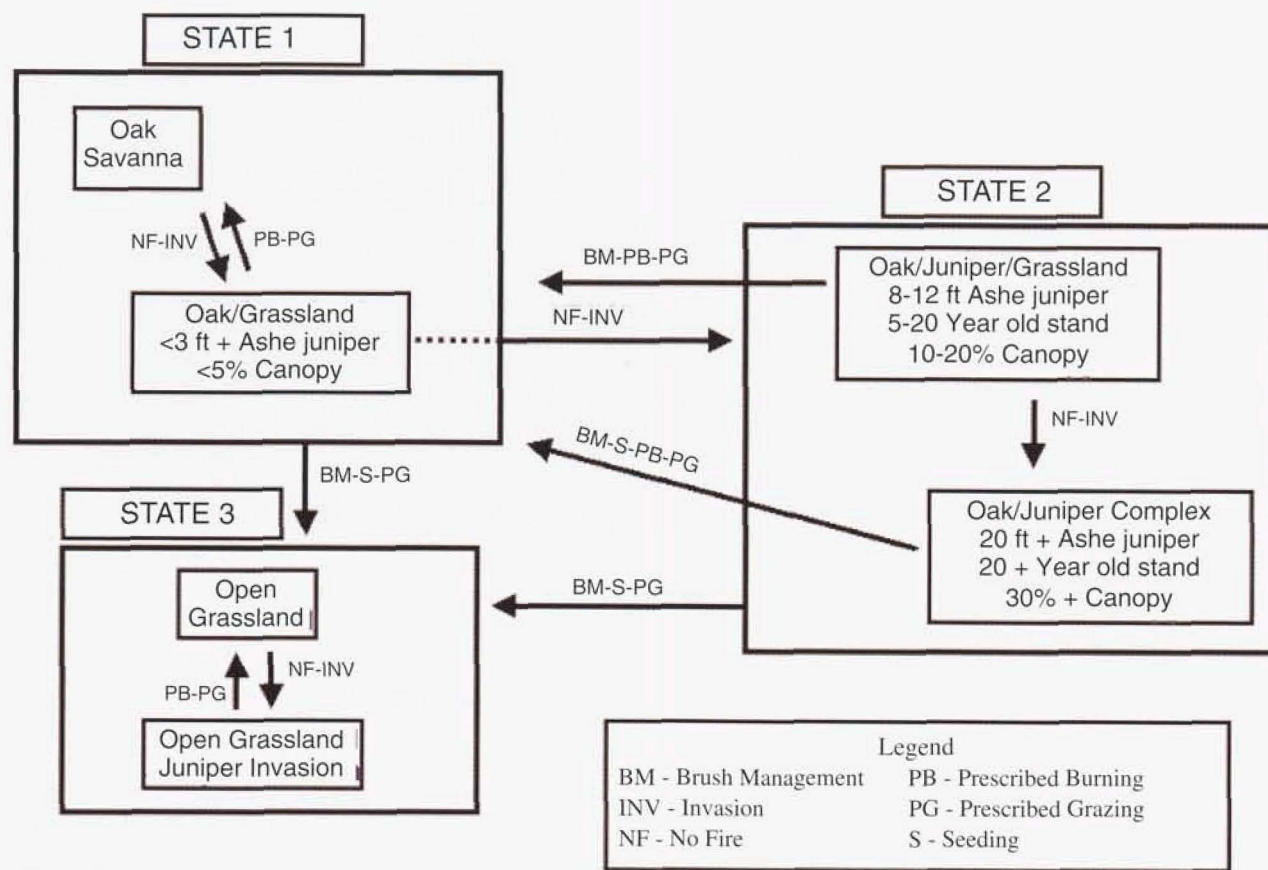 STATE 1
Oak
Savanna
NF-INV
PB-PG
Oak/Grassland
<3 ft + Ashe juniper
<5% Canopy
BM-PB-PG
NF-INV
STATE 2
Oak/Juniper/Grassland
8-12 ft Ashe juniper
5-20 Year old stand
10-20% Canopy
NF-INV
BM-S-PB-PG
Oak/Juniper Complex
20 ft + Ashe juniper
20 + Year old stand
30% + Canopy
BM-S-PG
STATE 3
BM-S-PG
Open
Grassland
PB-PG
NF-INV
Open Grassland
Juniper Invasion
Legend
BM - Brush Management
PB - Prescribed Burning
INV - Invasion
PG - Prescribed Grazing
NF - No Fire
S - Seeding